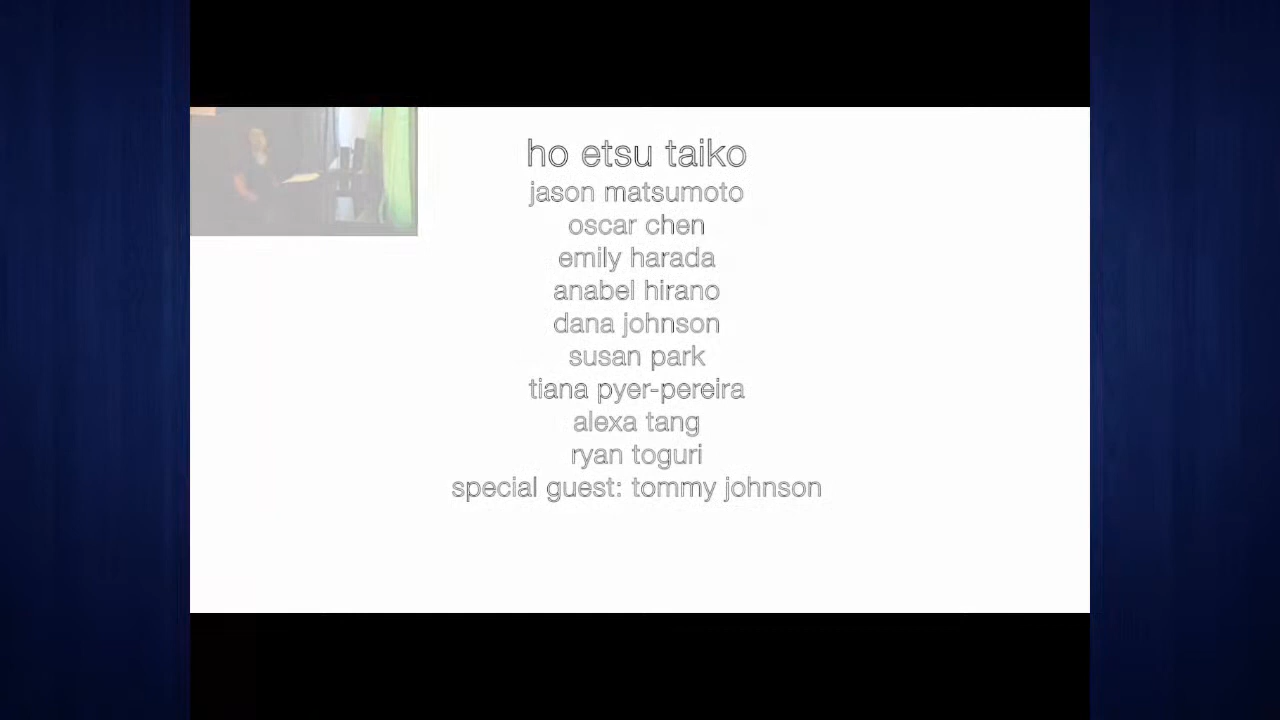 ho etsu taiko
jason matsumoto
oscar chen
emily harada
anabel hirano
dana johnson
susan park
tiana pyer-pereira
alexa tang
ryan toguri
special guest: tommy johnson